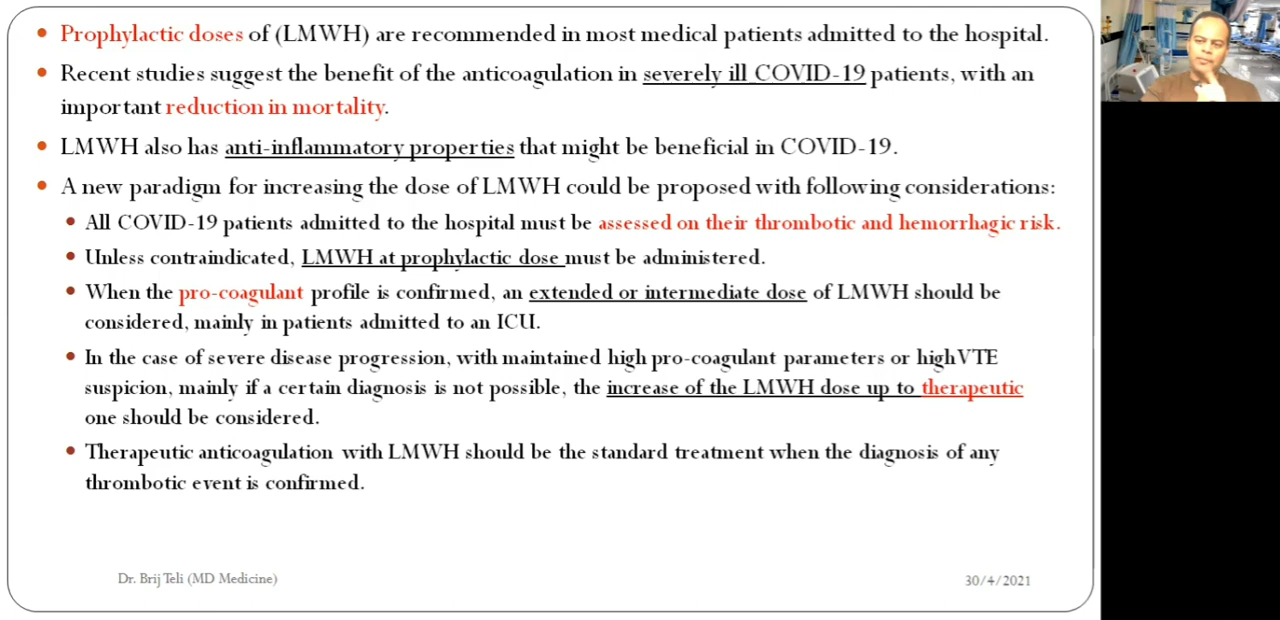 Prophylactic doses of (LMWH) are recommended in most medical patients admitted to the hospital.
Recent studies suggest the benefit of the anticoagulation in severely ill COVID-19 patients, with an
important reduction in mortality.
LMWH also has anti-inflammatory properties that might be beneficial in COVID-19.
A new paradigm for increasing the dose of LMWH could be proposed with following considerations:
All COVID-19 patients admitted to the hospital must be assessed on their thrombotic and hemorrhagic risk.
Unless contraindicated, LMWH at prophylactic dose must be administered.
When the pro-coagulant profile is confirmed, an extended or intermediate dose of LMWH should be
considered, mainly in patients admitted to an ICU.
In the case of severe disease progression, with maintained high pro-coagulant parameters or high VTE
suspicion, mainly if a certain diagnosis is not possible, the increase of the LMWH dose up to therapeutic
one should be considered.
Therapeutic anticoagulation with LMWH should be the standard treatment when the diagnosis of any
thrombotic event is confirmed.
Dr. Brij Teli (MD Medicine)
30/4/2021